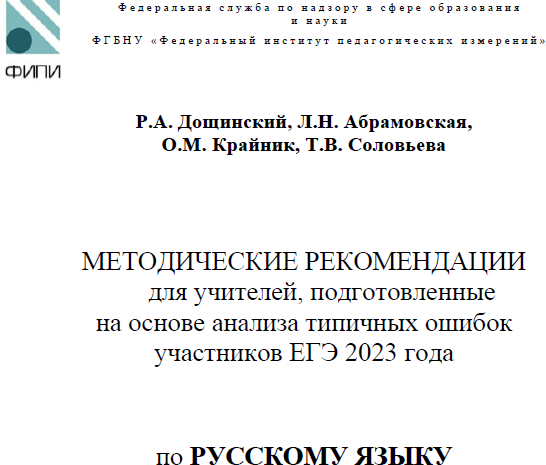 Федеральная служба по надзору в сфере образования
и науки
ФГБНУ «Федеральный институт педагогических измерений»
ФИПИ
Р.А. Дощинский, Л.Н. Абрамовская,
О.М. Крайник, Т.В. Соловьева
МЕТОДИЧЕСКИЕ РЕКОМЕНДАЦИИ
для учителей, подготовленные
на основе анализа типичных ошибок
участников ЕГЭ 2023 года
по РУССКОМУ ЯЗЫКУ